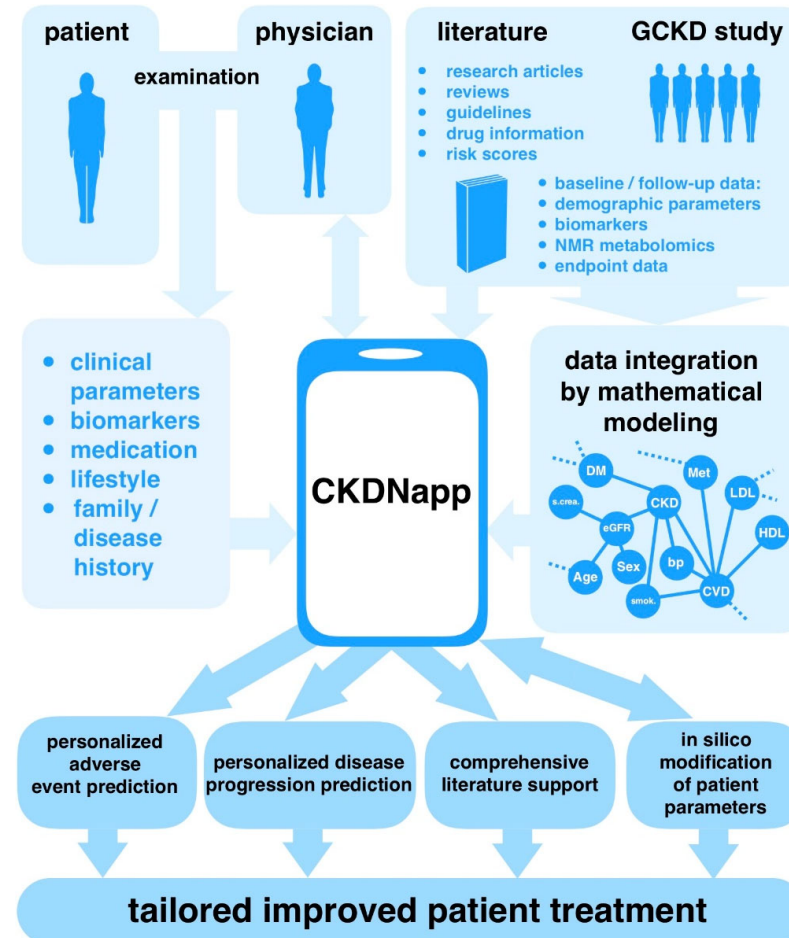 patient
physician
examination
literature
GCKD study
• research articles
• reviews
• guidelines
• drug information
• risk scores
• baseline / follow-up data:
• demographic parameters
• biomarkers
• NMR metabolomics
• endpoint data
• clinical
parameters
• biomarkers
• medication
• lifestyle
• family /
disease
history
CKDNapp
data integration
by mathematical
modeling
DM
Met
LDL
s.crea.
CKD
eGFR
HDL
Age
Sex
bp
smok.
CVD
personalized
adverse
event prediction
personalized disease
progression prediction
comprehensive
literature support
in silico
modification
of patient
parameters
tailored improved patient treatment